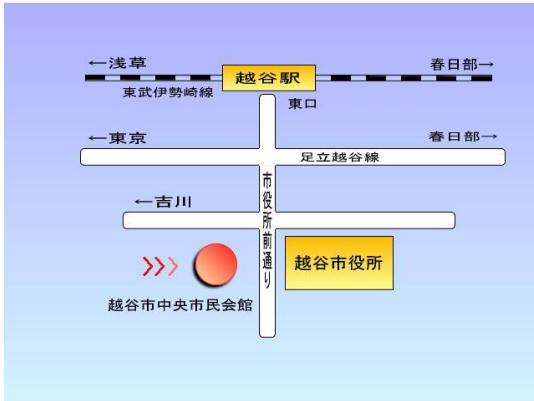 ←浅草
春日部→
越谷駅
東武伊勢崎線
東口
←東京
春日部→
足立越谷線
市役所前通り
←吉川
越谷市役所
越谷市中央市民会館